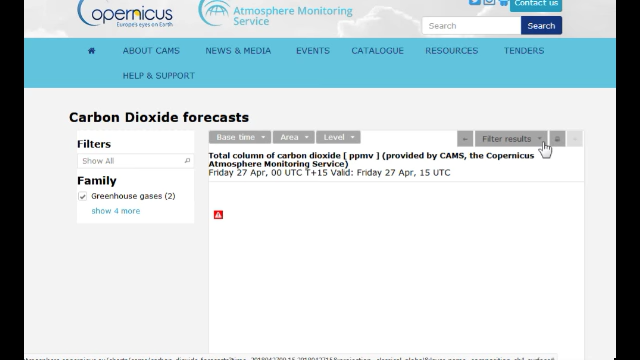 opernicus
Europe's eyes on Earth
Atmosphere Monitoring
Service
Contact us
Search
Search
ABOUT CAMS
NEWS & MEDIA
EVENTS
CATALOGUE
RESOURCES
TENDERS
HELP & SUPPORT
Carbon Dioxide forecasts
Filters
Show All
Family
Greenhouse gases (2)
show 4 more
Base time
Area
Level
Filter results
Total column of carbon dioxide [ ppmv ] (provided by CAMS, the Copernicus
Atmosphere Monitoring Service)
Friday 27 Apr, 00 UTC T+15 Valid: Friday 27 Apr, 15 UTC